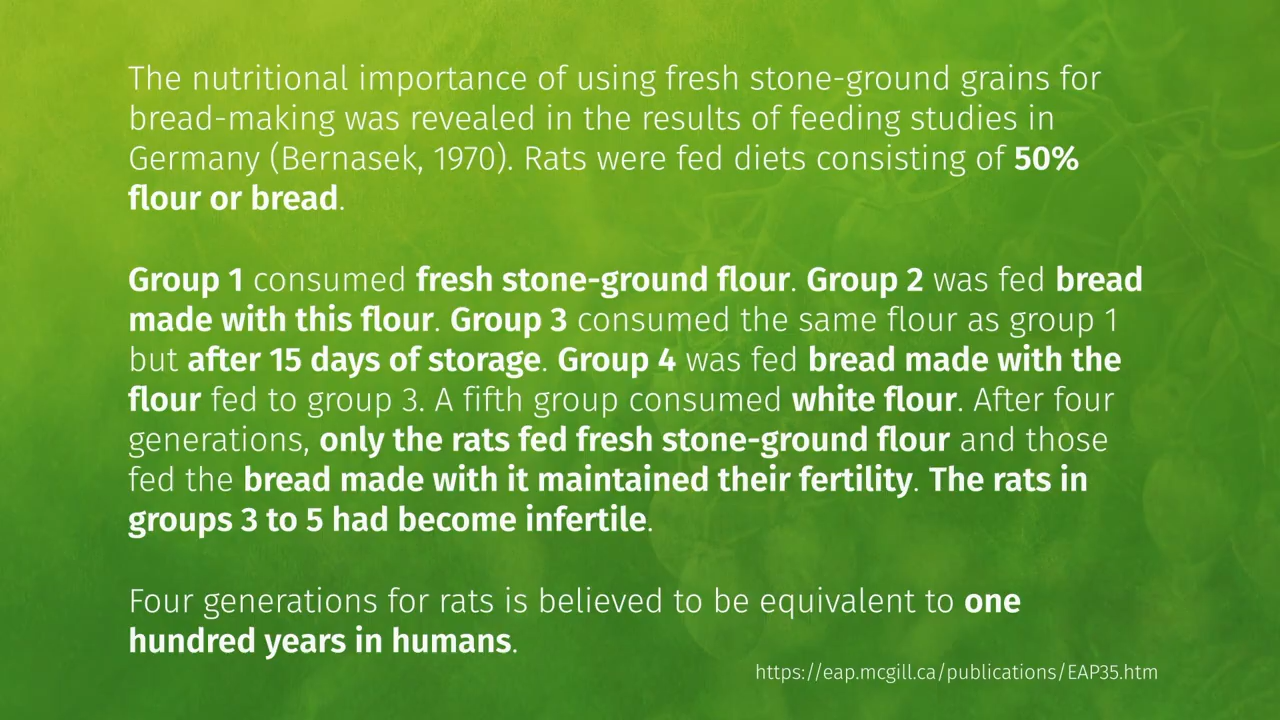 The nutritional importance of using fresh stone-ground grains for
bread-making was revealed in the results of feeding studies in
Germany (Bernasek, 1970). Rats were fed diets consisting of 50%
flour or bread.
Group 1 consumed fresh stone-ground flour. Group 2 was fed bread
made with this flour. Group 3 consumed the same flour as group 1
but after 15 days of storage. Group 4 was fed bread made with the
flour fed to group 3. A fifth group consumed white flour. After four
generations, only the rats fed fresh stone-ground flour and those
fed the bread made with it maintained their fertility. The rats in
groups 3 to 5 had become infertile.
Four generations for rats is believed to be equivalent to one
hundred years in humans.
https://eap.mcgill.ca/publications/EAP35.htm